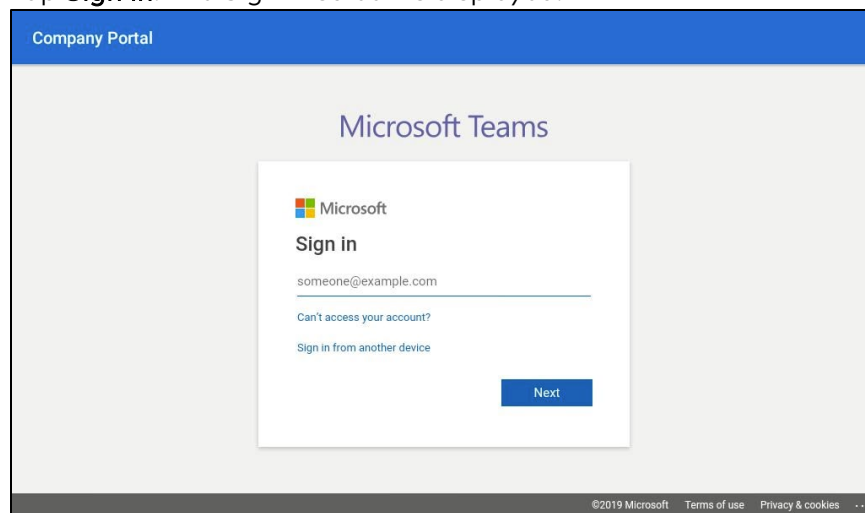 Company Portal
Microsoft Teams
Microsoft
Sign in
someone@example.com
Can't access your account?
Sign in from another device
Next
©2019 Microsoft Terms of use Privacy & cookies ...